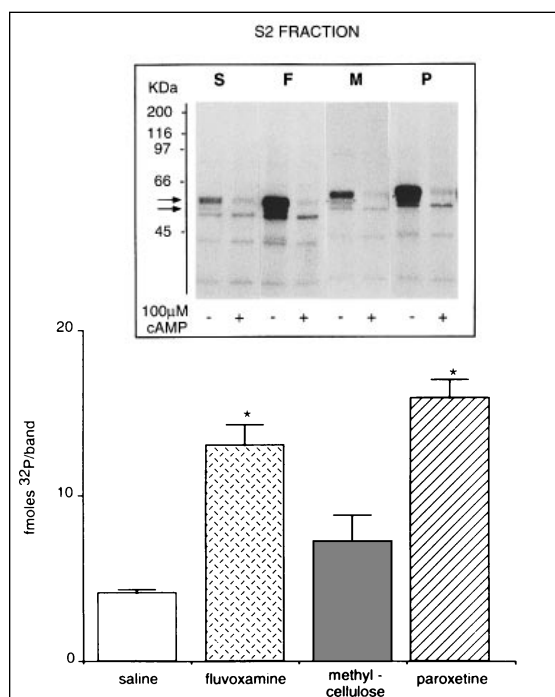 S2 FRACTION
KDa S F M P
200 -
116 -
97 -
66 -
45 -
100µM cAMP - + - + - + - +
20
10
0
fmoles ³²P/band
*
*
saline fluvoxamine methyl - cellulose paroxetine